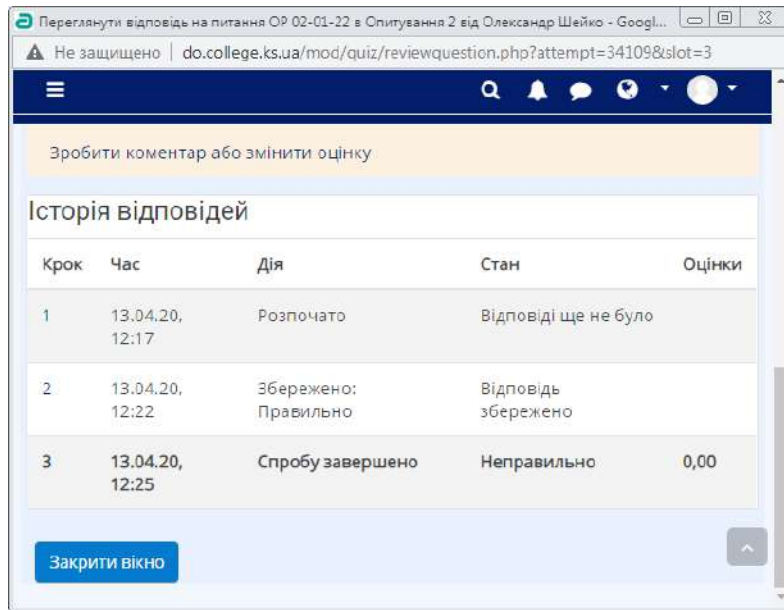 Переглянути відповідь на питання ОР 02-01-22 в Опитування 2 від Олександр Шейко - Googl...
Не защищено | do.college.ks.ua/mod/quiz/reviewquestion.php?attempt=34109&slot=3
Зробити коментар або змінити оцінку
Історія відповідей
Крок Час Дія Стан Оцінки
1 13.04.20, Розпочато Відповіді ще не було
12:17
2 13.04.20, Збережено: Відповідь
12:22 Правильно збережено
3 13.04.20, Спробу завершено Неправильно 0,00
12:25
Закрити вікно